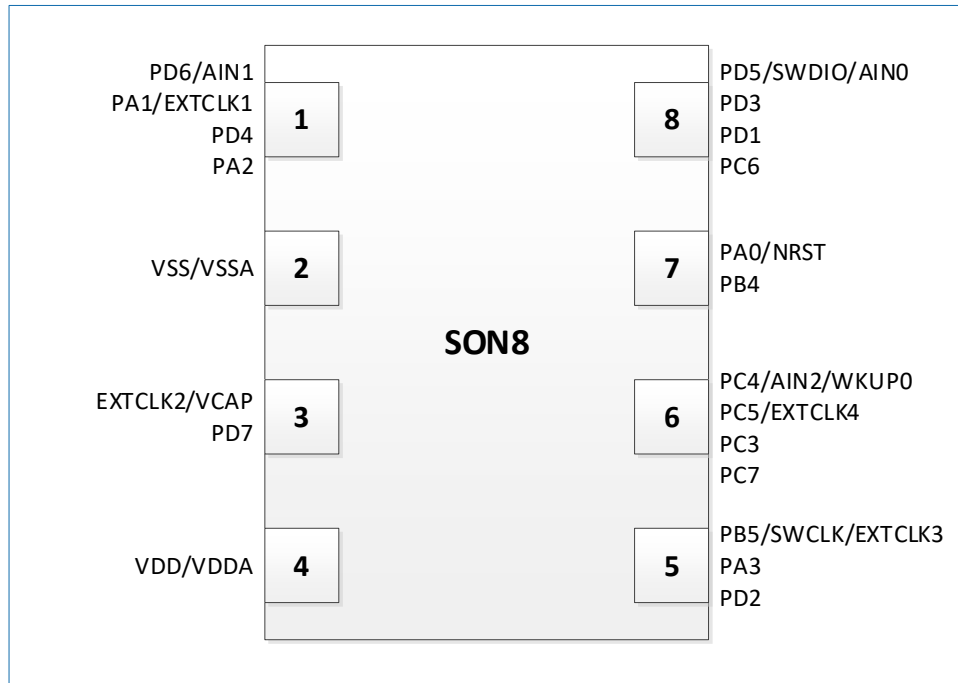 PD6/AIN1
PA1/EXTCLK1
PD4
PA2
1
VSS/VSSA
2
EXTCLK2/VCAP
PD7
3
VDD/VDDA
4
SON8
8
PD5/SWDIO/AIN0
PD3
PD1
PC6
7
PA0/NRST
PB4
6
PC4/AIN2/WKUP0
PC5/EXTCLK4
PC3
PC7
5
PB5/SWCLK/EXTCLK3
PA3
PD2